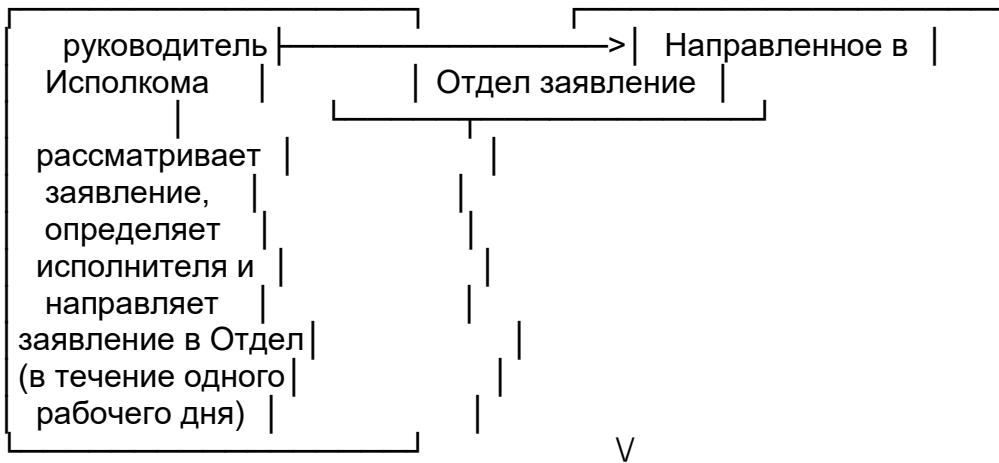 руководитель > Направленное в
Исполкома Отдел заявление
рассматривает
заявление,
определяет
исполнителя и
направляет
заявление в Отдел
(в течение одного
рабочего дня)
\/